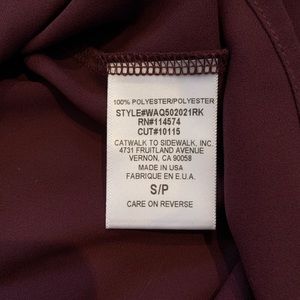 100% POLYESTER/POLYESTER
STYLE#WAQ502021RK
RN#114574
CUT#10115
CATWALK TO SIDEWALK, INC.
4731 FRUITLAND AVENUE
VERNON, CA 90058
MADE IN USA
FABRIQUE EN E.U.A.
S/P
CARE ON REVERSE